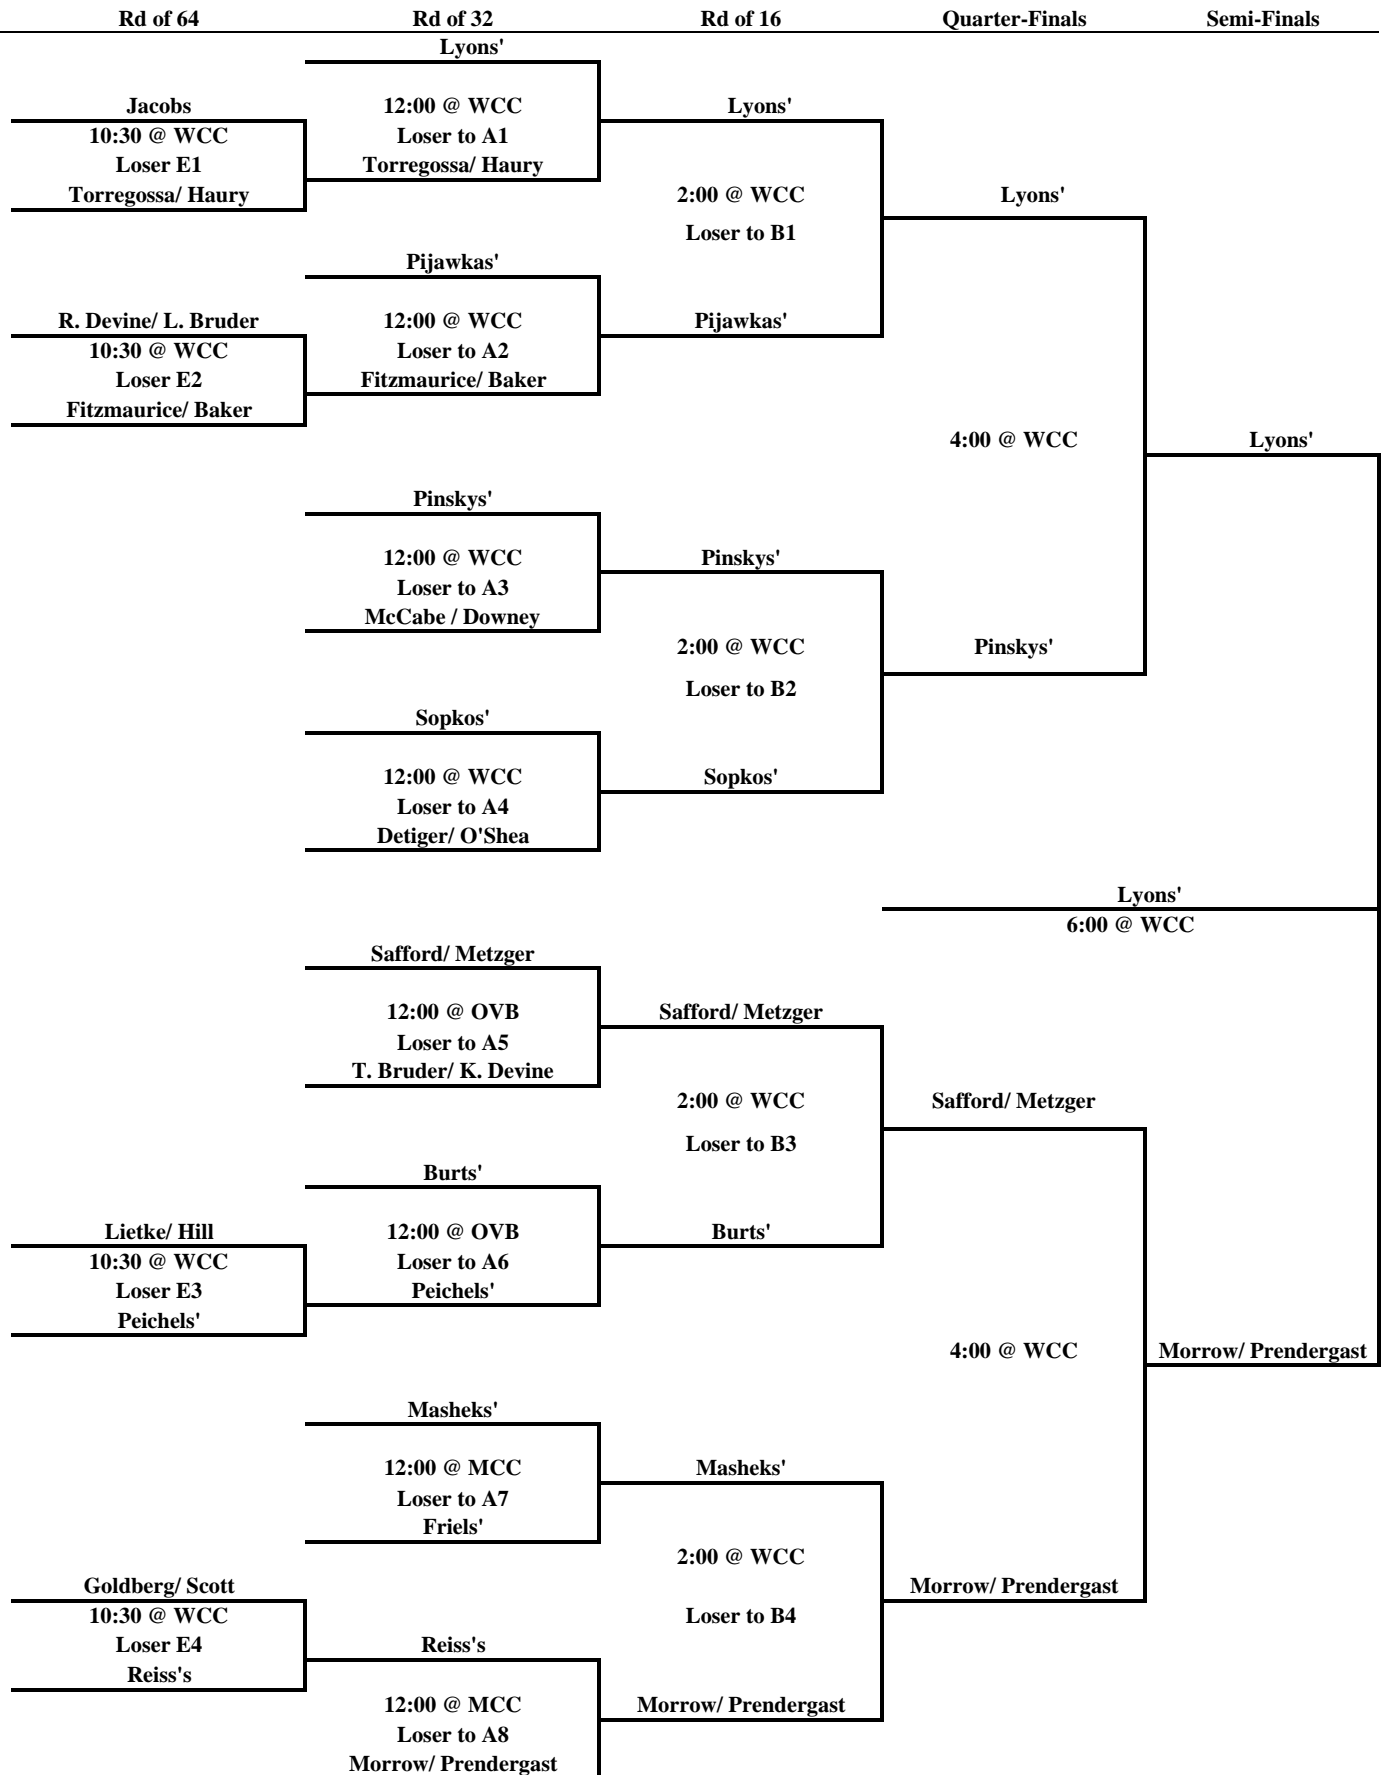 Rd of 64 Rd of 32 Rd of 16 Quarter-Finals Semi-Finals
Lyons'
Jacobs 12:00 @ WCC Lyons'
10:30 @ WCC Loser to A1
Loser E1 Torregossa/ Haury
Torregossa/ Haury 2:00 @ WCC Lyons'
Loser to B1
Pijawkas'
R. Devine/ L. Bruder 12:00 @ WCC Pijawkas'
10:30 @ WCC Loser to A2
Loser E2 Fitzmaurice/ Baker
Fitzmaurice/ Baker
4:00 @ WCC Lyons'
Pinskys'
12:00 @ WCC Pinskys'
Loser to A3
McCabe / Downey
2:00 @ WCC Pinskys'
Loser to B2
Sopkos'
12:00 @ WCC Sopkos'
Loser to A4
Detiger/ O'Shea
Lyons'
6:00 @ WCC
Safford/ Metzger
12:00 @ OVB Safford/ Metzger
Loser to A5
T. Bruder/ K. Devine
2:00 @ WCC Safford/ Metzger
Loser to B3
Burts'
Lietke/ Hill 12:00 @ OVB Burts'
10:30 @ WCC Loser to A6
Loser E3 Peichels'
Peichels'
4:00 @ WCC Morrow/ Prendergast
Masheks'
12:00 @ MCC Masheks'
Loser to A7
Friels'
2:00 @ WCC
Goldberg/ Scott Morrow/ Prendergast
10:30 @ WCC Loser to B4
Loser E4 Reiss's
Reiss's
12:00 @ MCC Morrow/ Prendergast
Loser to A8
Morrow/ Prendergast